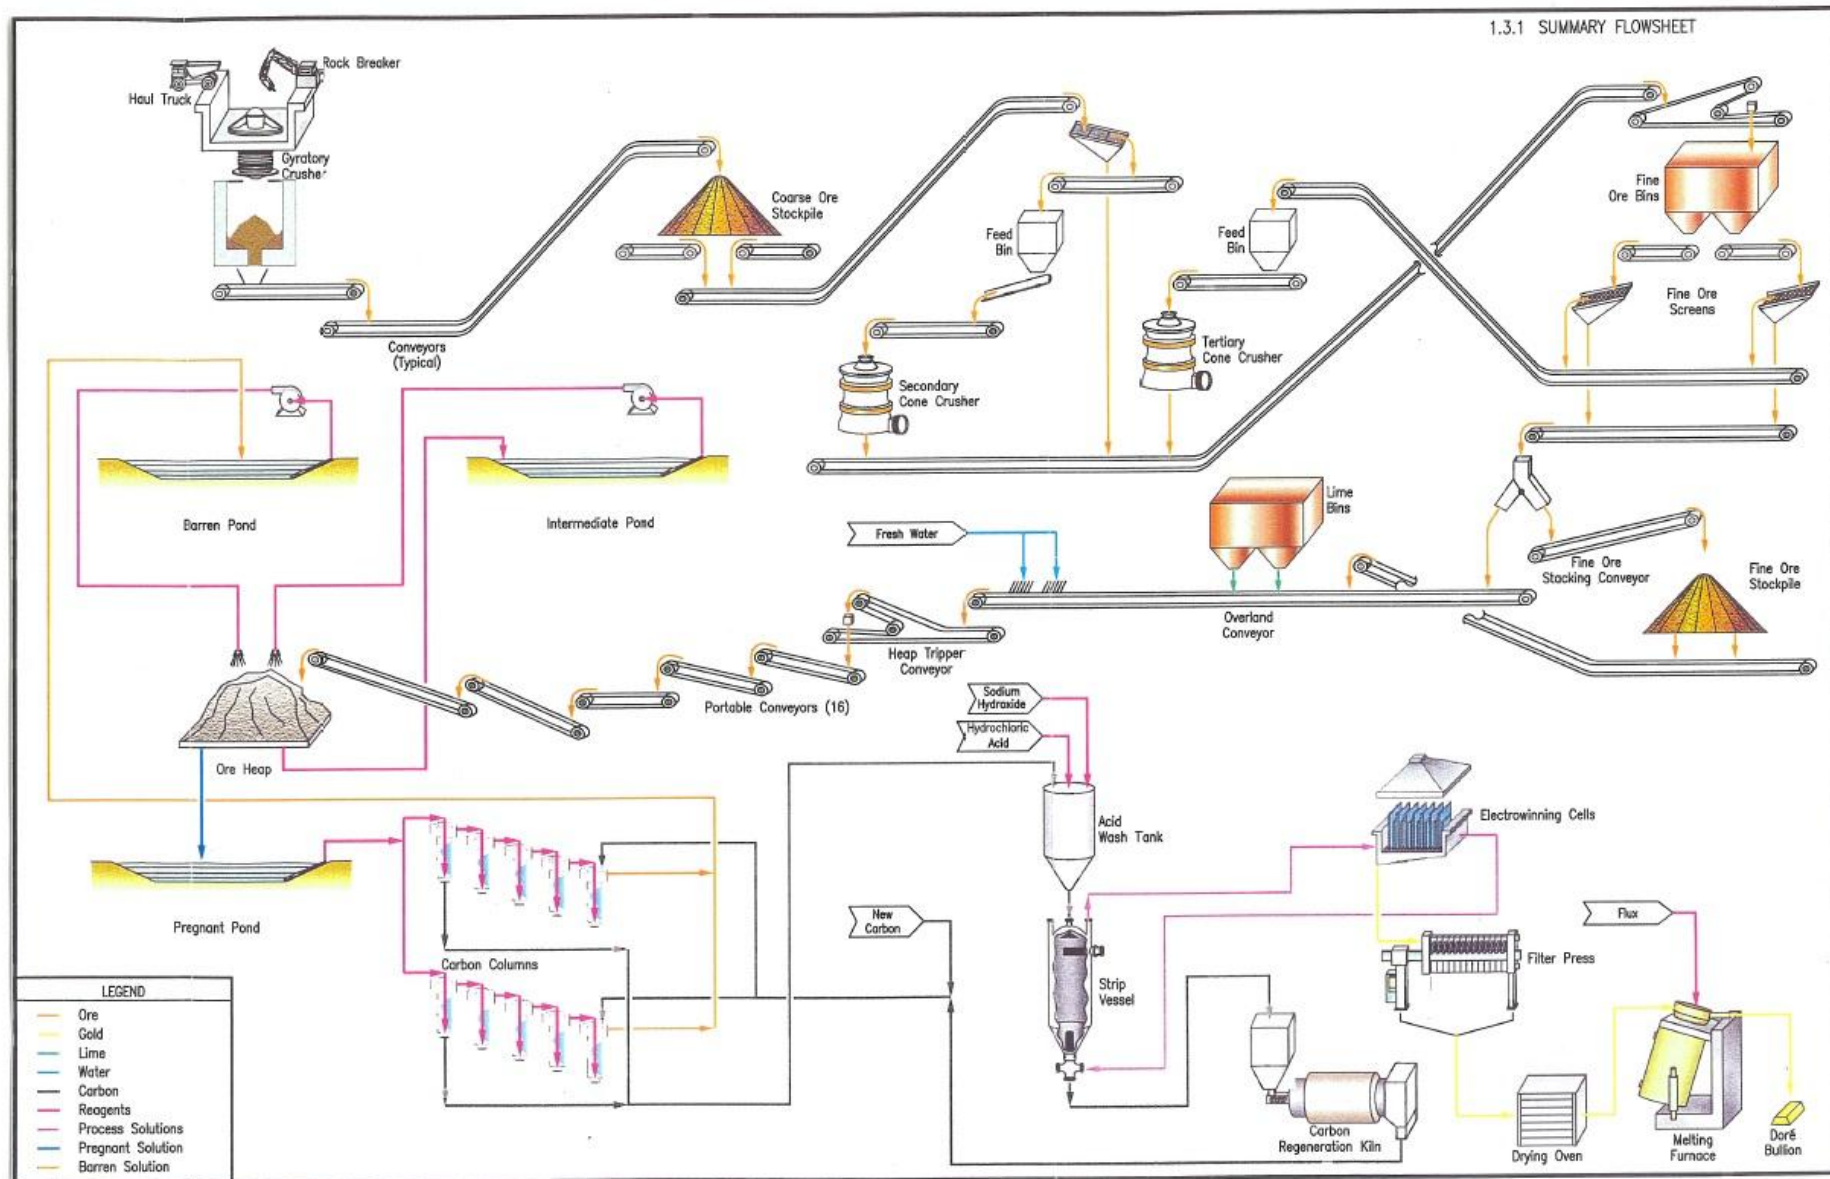 1.3.1 SUMMARY FLOWSHEET
Rock Breaker
Haul Truck
Gyratory
Crusher
Conveyors
(Typical)
Coarse Ore
Stockpile
Feed
Bin
Secondary
Cone Crusher
Feed
Bin
Tertiary
Cone Crusher
Fine
Ore Bins
Fine Ore
Screens
Barren Pond
Intermediate Pond
Fresh Water
Lime
Bins
Fine Ore
Stacking Conveyor
Fine Ore
Stockpile
Overland
Conveyor
Heap Tripper
Conveyor
Portable Conveyors (16)
Ore Heap
Sodium
Hydroxide
Hydrochloric
Acid
Acid
Wash Tank
Electrowinning Cells
Pregnant Pond
Carbon Columns
New
Carbon
Strip
Vessel
Flux
Filter Press
Carbon
Regeneration Kiln
Drying Oven
Melting
Furnace
Doré
Bullion
LEGEND
Ore
Gold
Lime
Water
Carbon
Reagents
Process Solutions
Pregnant Solution
Barren Solution